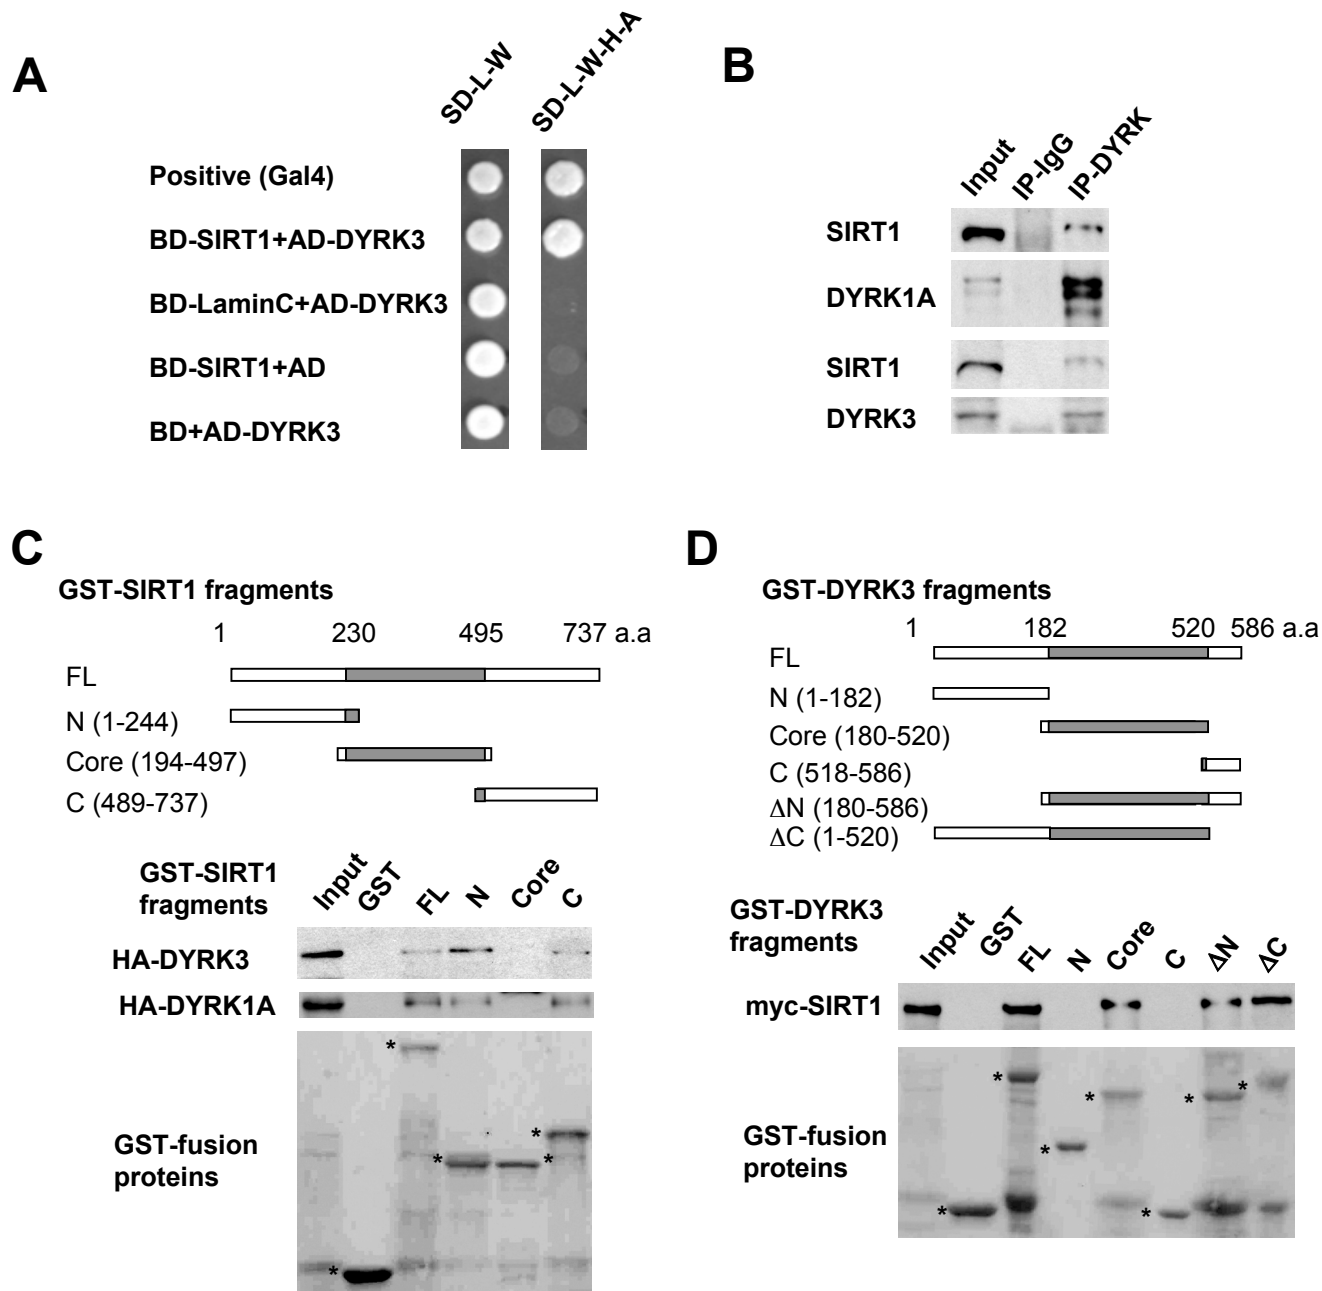 A
SD-L-W
SD-L-W-H-A
Positive (Gal4)
BD-SIRT1+AD-DYRK3
BD-LaminC+AD-DYRK3
BD-SIRT1+AD
BD+AD-DYRK3
B
Input
IP-IgG
IP-DYRK
SIRT1
DYRK1A
SIRT1
DYRK3
C
GST-SIRT1 fragments
1 230 495 737 a.a
FL
N (1-244)
Core (194-497)
C (489-737)
GST-SIRT1
fragments
Input
GST
FL
N
Core
C
HA-DYRK3
HA-DYRK1A
GST-fusion
proteins
*
*
*
*
*
D
GST-DYRK3 fragments
1 182 520 586 a.a
FL
N (1-182)
Core (180-520)
C (518-586)
ΔN (180-586)
ΔC (1-520)
GST-DYRK3
fragments
Input
GST
FL
N
Core
C
ΔN
ΔC
myc-SIRT1
GST-fusion
proteins
*
*
*
*
*
*
*